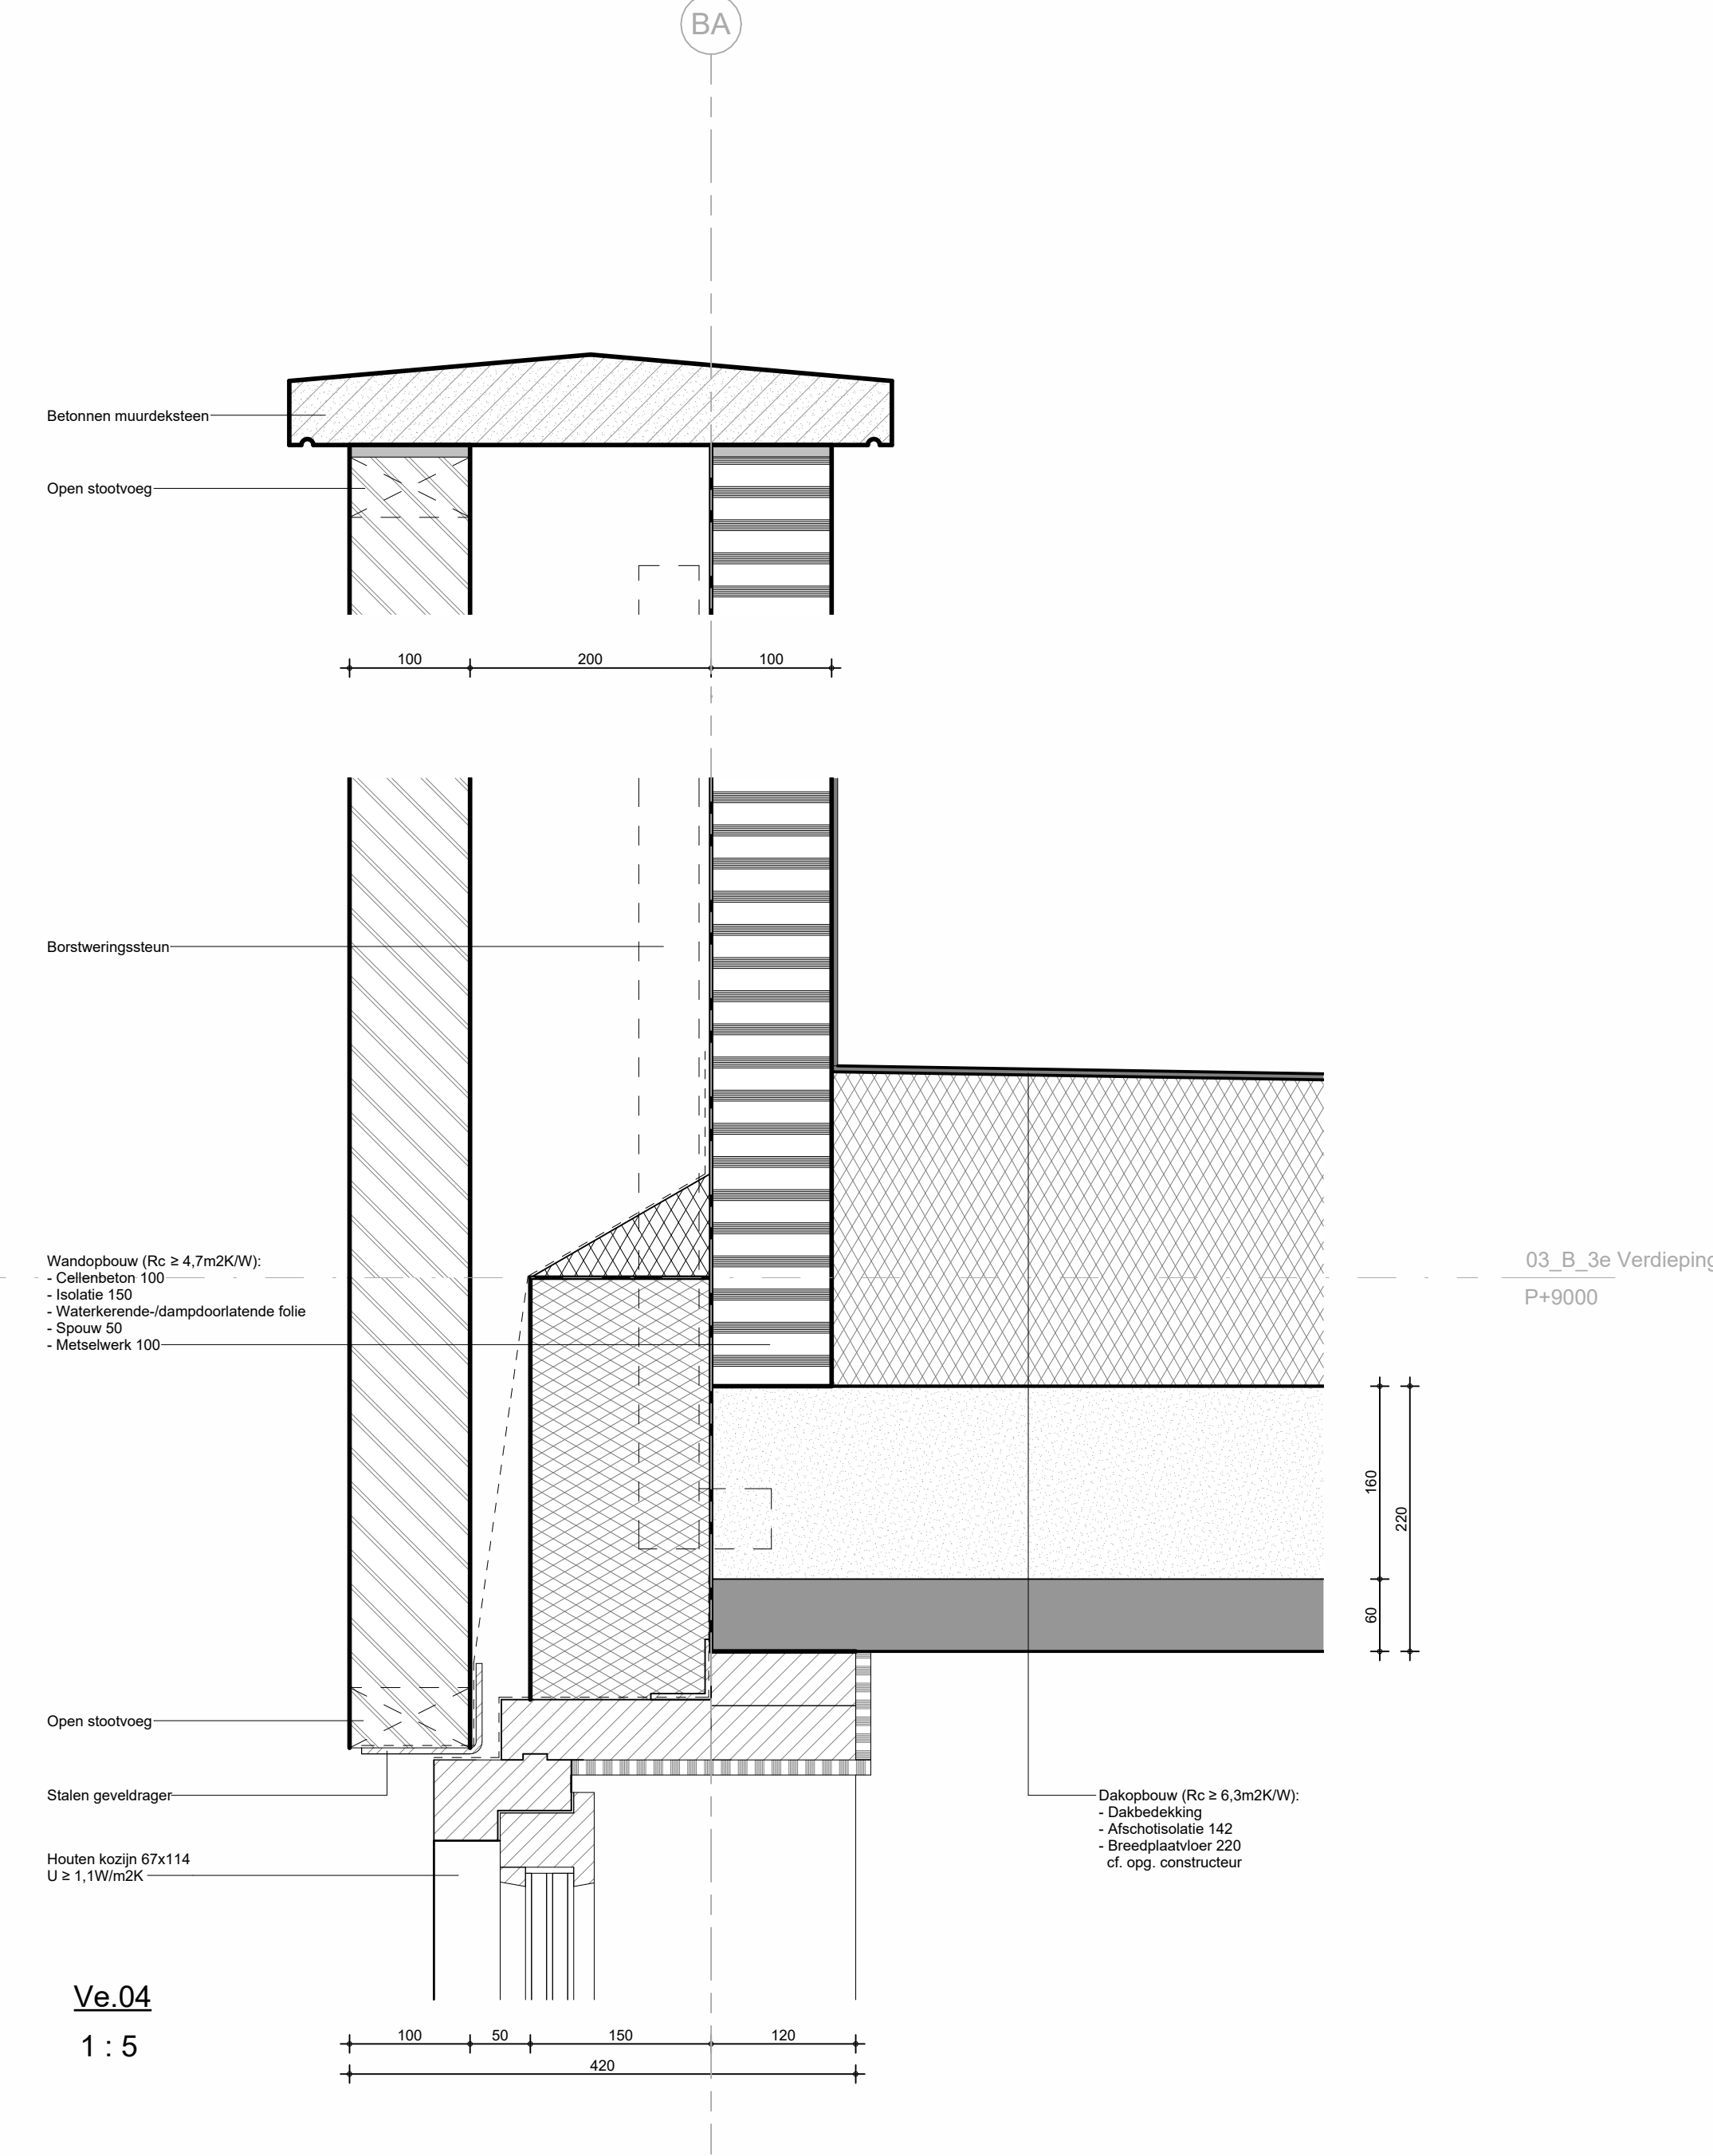 BA
Betonnen muurdeksteen
Open stootvoeg
100
200
100
Borstweringssteun
Wandopbouw (Rc ≥ 4,7m2K/W):
- Cellenbeton 100
- Isolatie 150
- Waterkerende-/dampdoorlatende folie
- Spouw 50
- Metselwerk 100
03_B_3e Verdieping
P+9000
160
220
60
Open stootvoeg
Stalen geveldrager
Houten kozijn 67x114
U ≥ 1,1W/m2K
Dakopbouw (Rc ≥ 6,3m2K/W):
- Dakbedekking
- Afschotisolatie 142
- Breedplaatvloer 220
cf. opg. constructeur
Ve.04
1 : 5
100
50
150
120
420